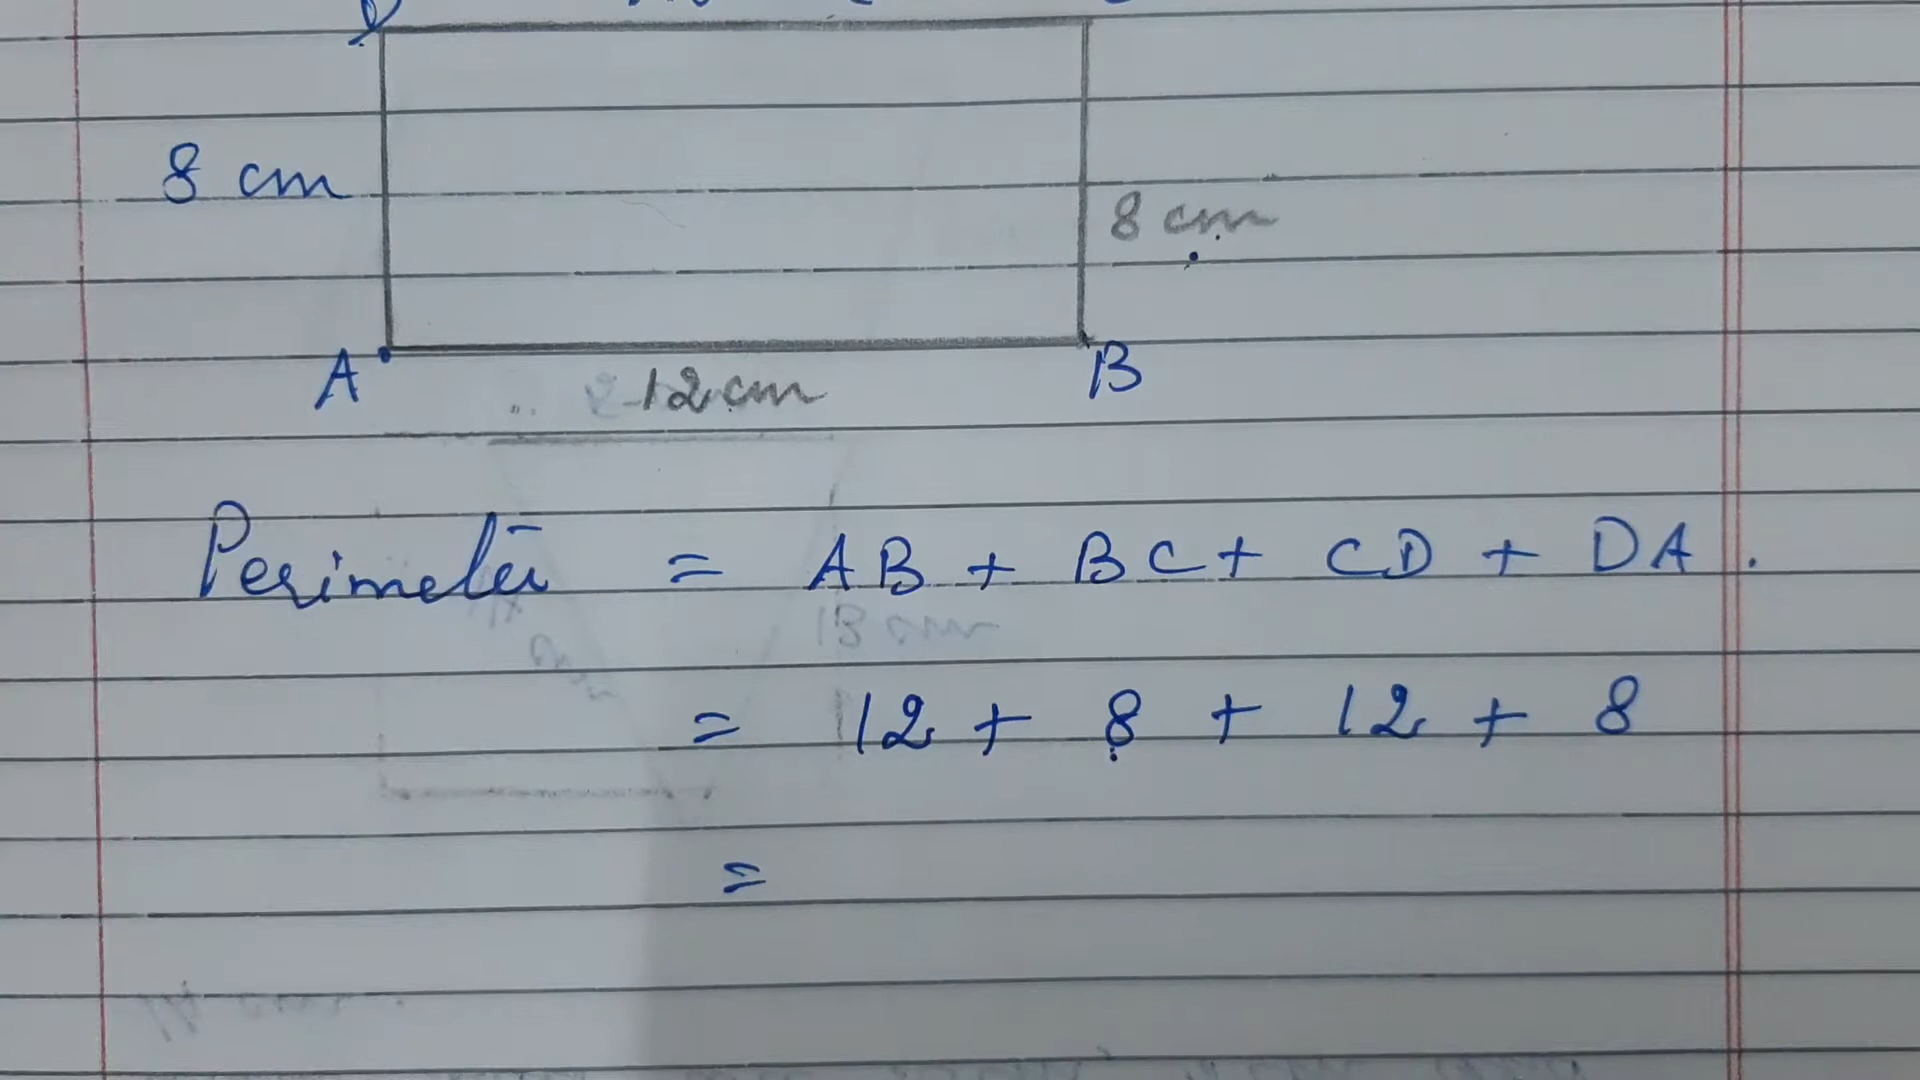 8 cm
8 cm
A
B
12 cm
Perimeter = AB + BC + CD + DA.
= 12 + 8 + 12 + 8
=